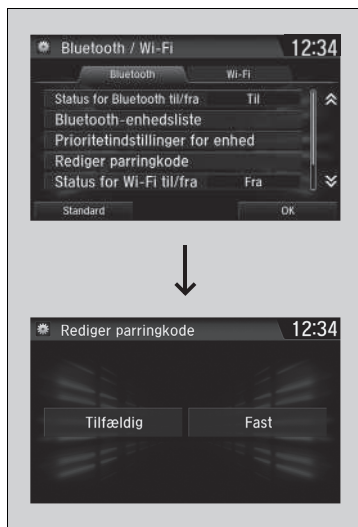 Bluetooth / Wi-Fi 12:34
Bluetooth Wi-Fi
Status for Bluetooth til/fra Til
Bluetooth-enhedsliste
Prioritetindstillinger for enhed
Rediger parringkode
Status for Wi-Fi til/fra Fra
Standard OK
Rediger parringkode 12:34
Tilfældig Fast